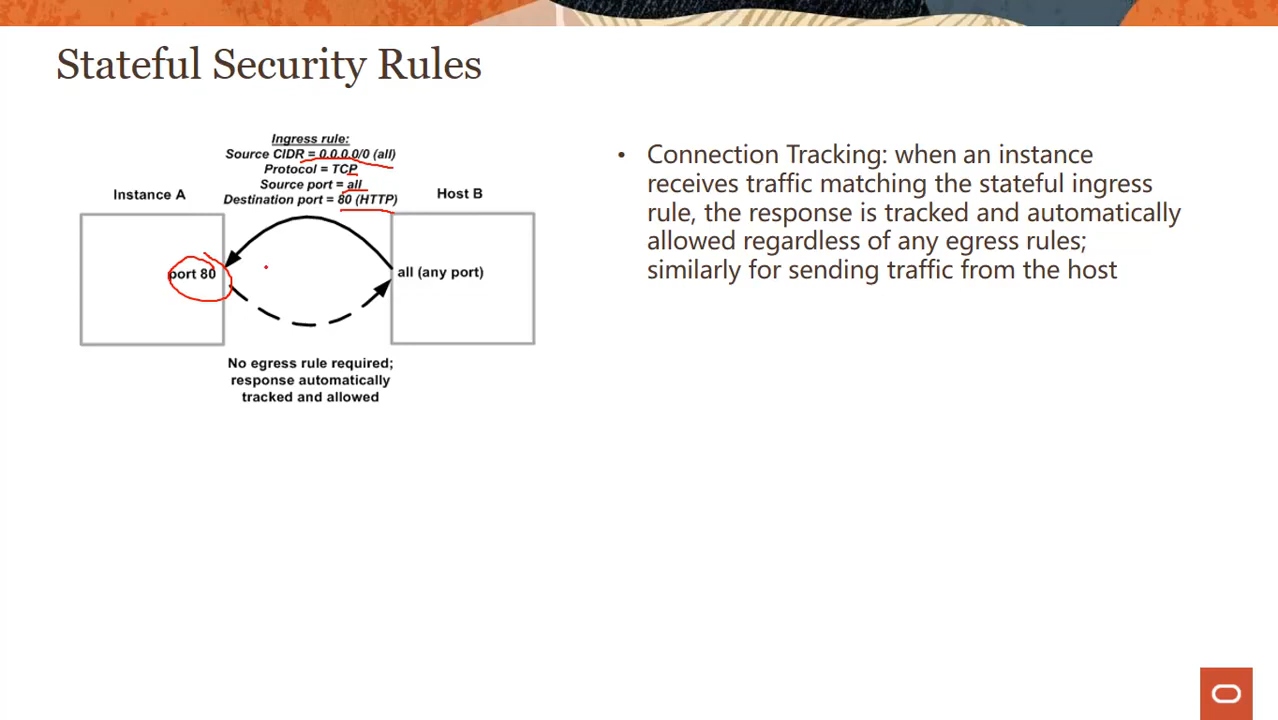 Stateful Security Rules
Ingress rule:
Source CIDR = 0.0.0.0/0 (all)
Protocol = TCP
Source port = all
Destination port = 80 (HTTP)
Instance A
Host B
port 80
all (any port)
No egress rule required;
response automatically
tracked and allowed
• Connection Tracking: when an instance
receives traffic matching the stateful ingress
rule, the response is tracked and automatically
allowed regardless of any egress rules;
similarly for sending traffic from the host